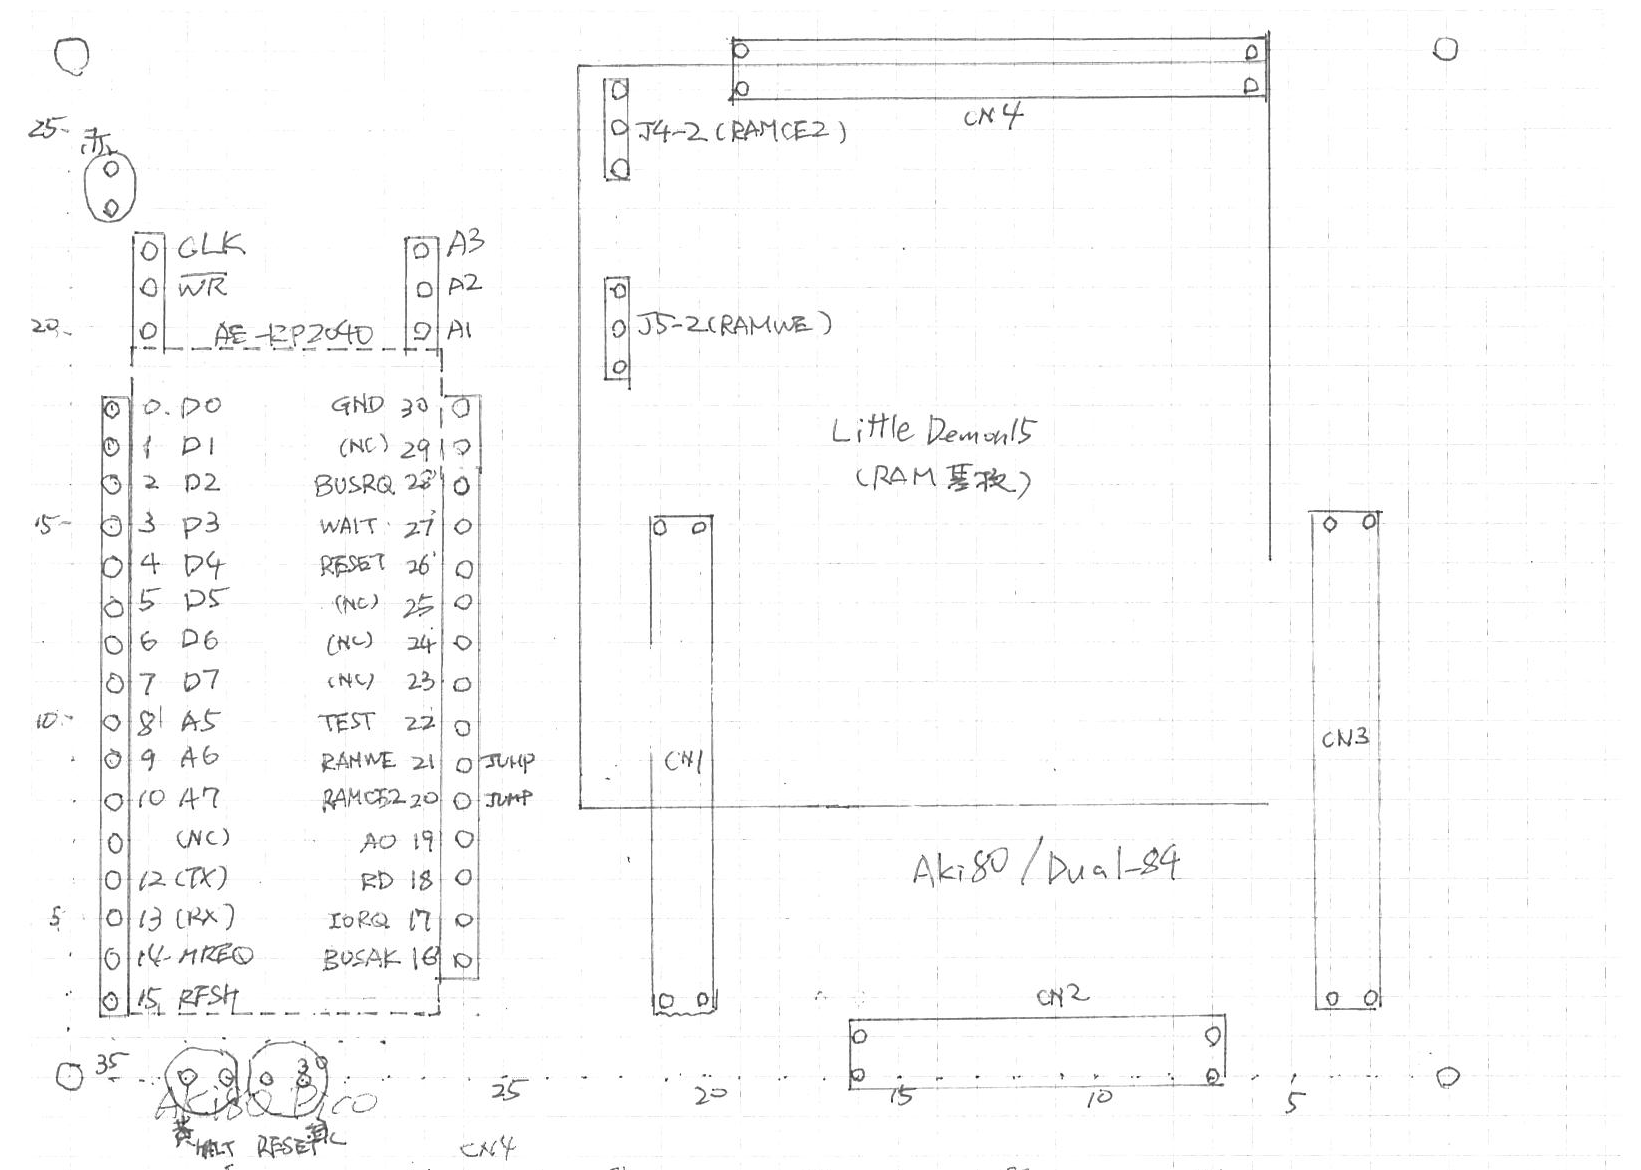 CN4
25
赤
J4-2(RAMCE2)
CLK
A3
WR
A2
20
AE-RP2040
A1
J5-2(RAMWE)
0. D0 GND 30
1 D1 (NC) 29
Little Demon15
2 D2 BUSRQ 28
(RAM基板)
15 3 D3 WAIT 27
4 D4 RESET 26
5 D5 (NC) 25
6 D6 (NC) 24
7 D7 (NC) 23
10 8 A5 TEST 22
CN3
9 A6 RAMWE 21 JUMP
CN1
10 A7 RAMCE2 20 JUMP
(NC) A0 19
12 (TX) RD 18
Aki80/Dual-84
5 13 (RX) IORQ 17
14 MREQ BUSAK 16
15 RFSH
CN2
35 30 25 20 15 10 5
Aki80 Pico
黄
HALT RESET
CN4